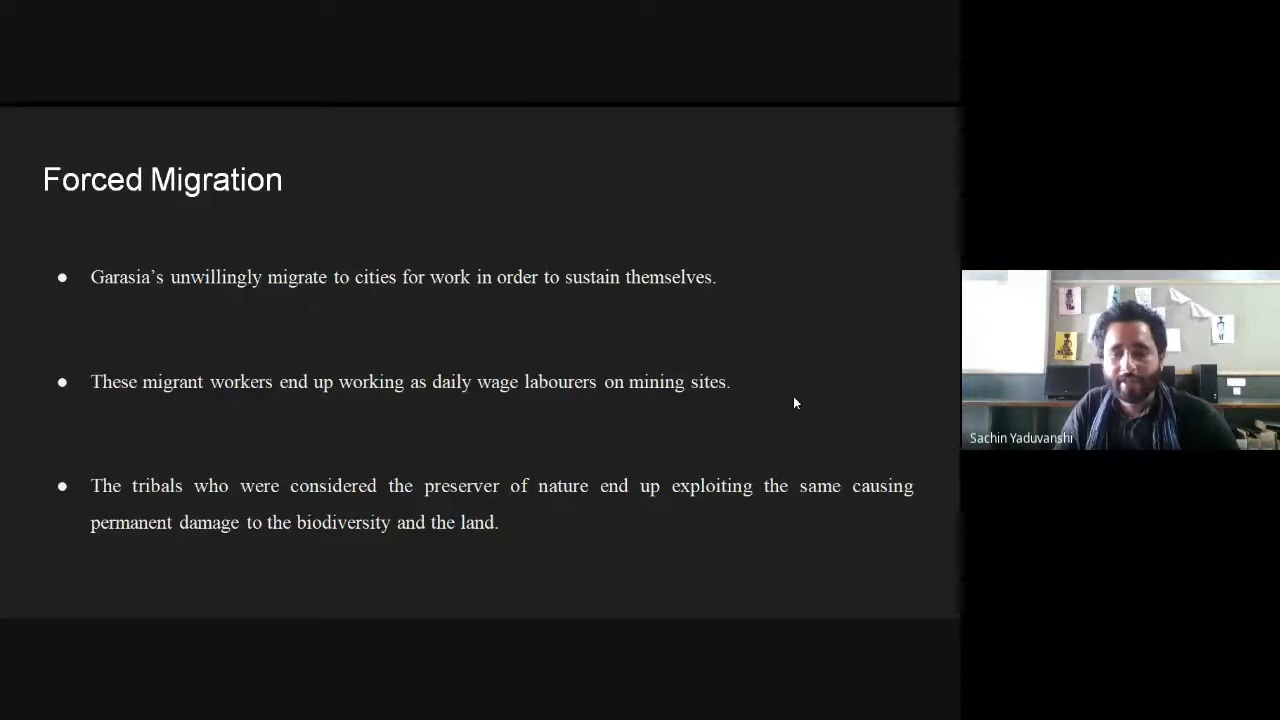 Forced Migration
● Garasia’s unwillingly migrate to cities for work in order to sustain themselves.
● These migrant workers end up working as daily wage labourers on mining sites.
● The tribals who were considered the preserver of nature end up exploiting the same causing
permanent damage to the biodiversity and the land.
Sachin Yaduvanshi